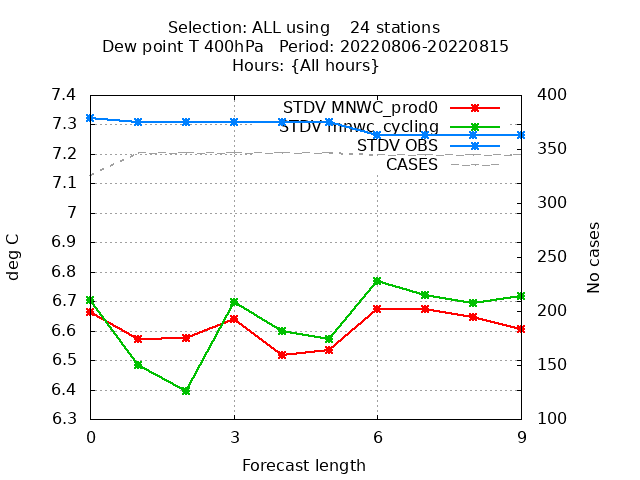 Selection: ALL using    24 stations
Dew point T 400hPa   Period: 20220806-20220815
Hours: {All hours}
7.4
7.3
7.2
7.1
7
6.9
6.8
6.7
6.6
6.5
6.4
6.3
400
350
300
250
200
150
100
STDV MNWC_prod0
STDV mnwc_cycling
STDV OBS
CASES
deg C
No cases
0 3 6 9
Forecast length